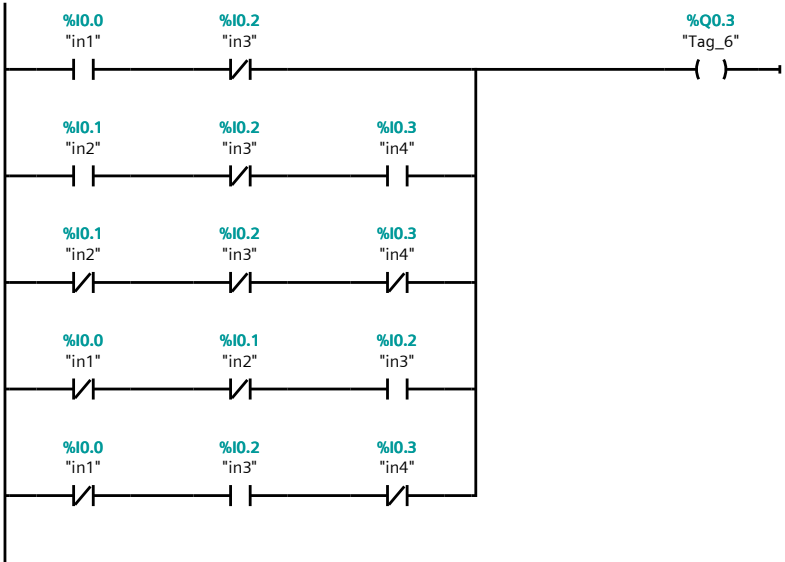 %I0.0 %I0.2 %Q0.3
"in1" "in3" "Tag_6"
%I0.1 %I0.2 %I0.3
"in2" "in3" "in4"
%I0.1 %I0.2 %I0.3
"in2" "in3" "in4"
%I0.0 %I0.1 %I0.2
"in1" "in2" "in3"
%I0.0 %I0.2 %I0.3
"in1" "in3" "in4"